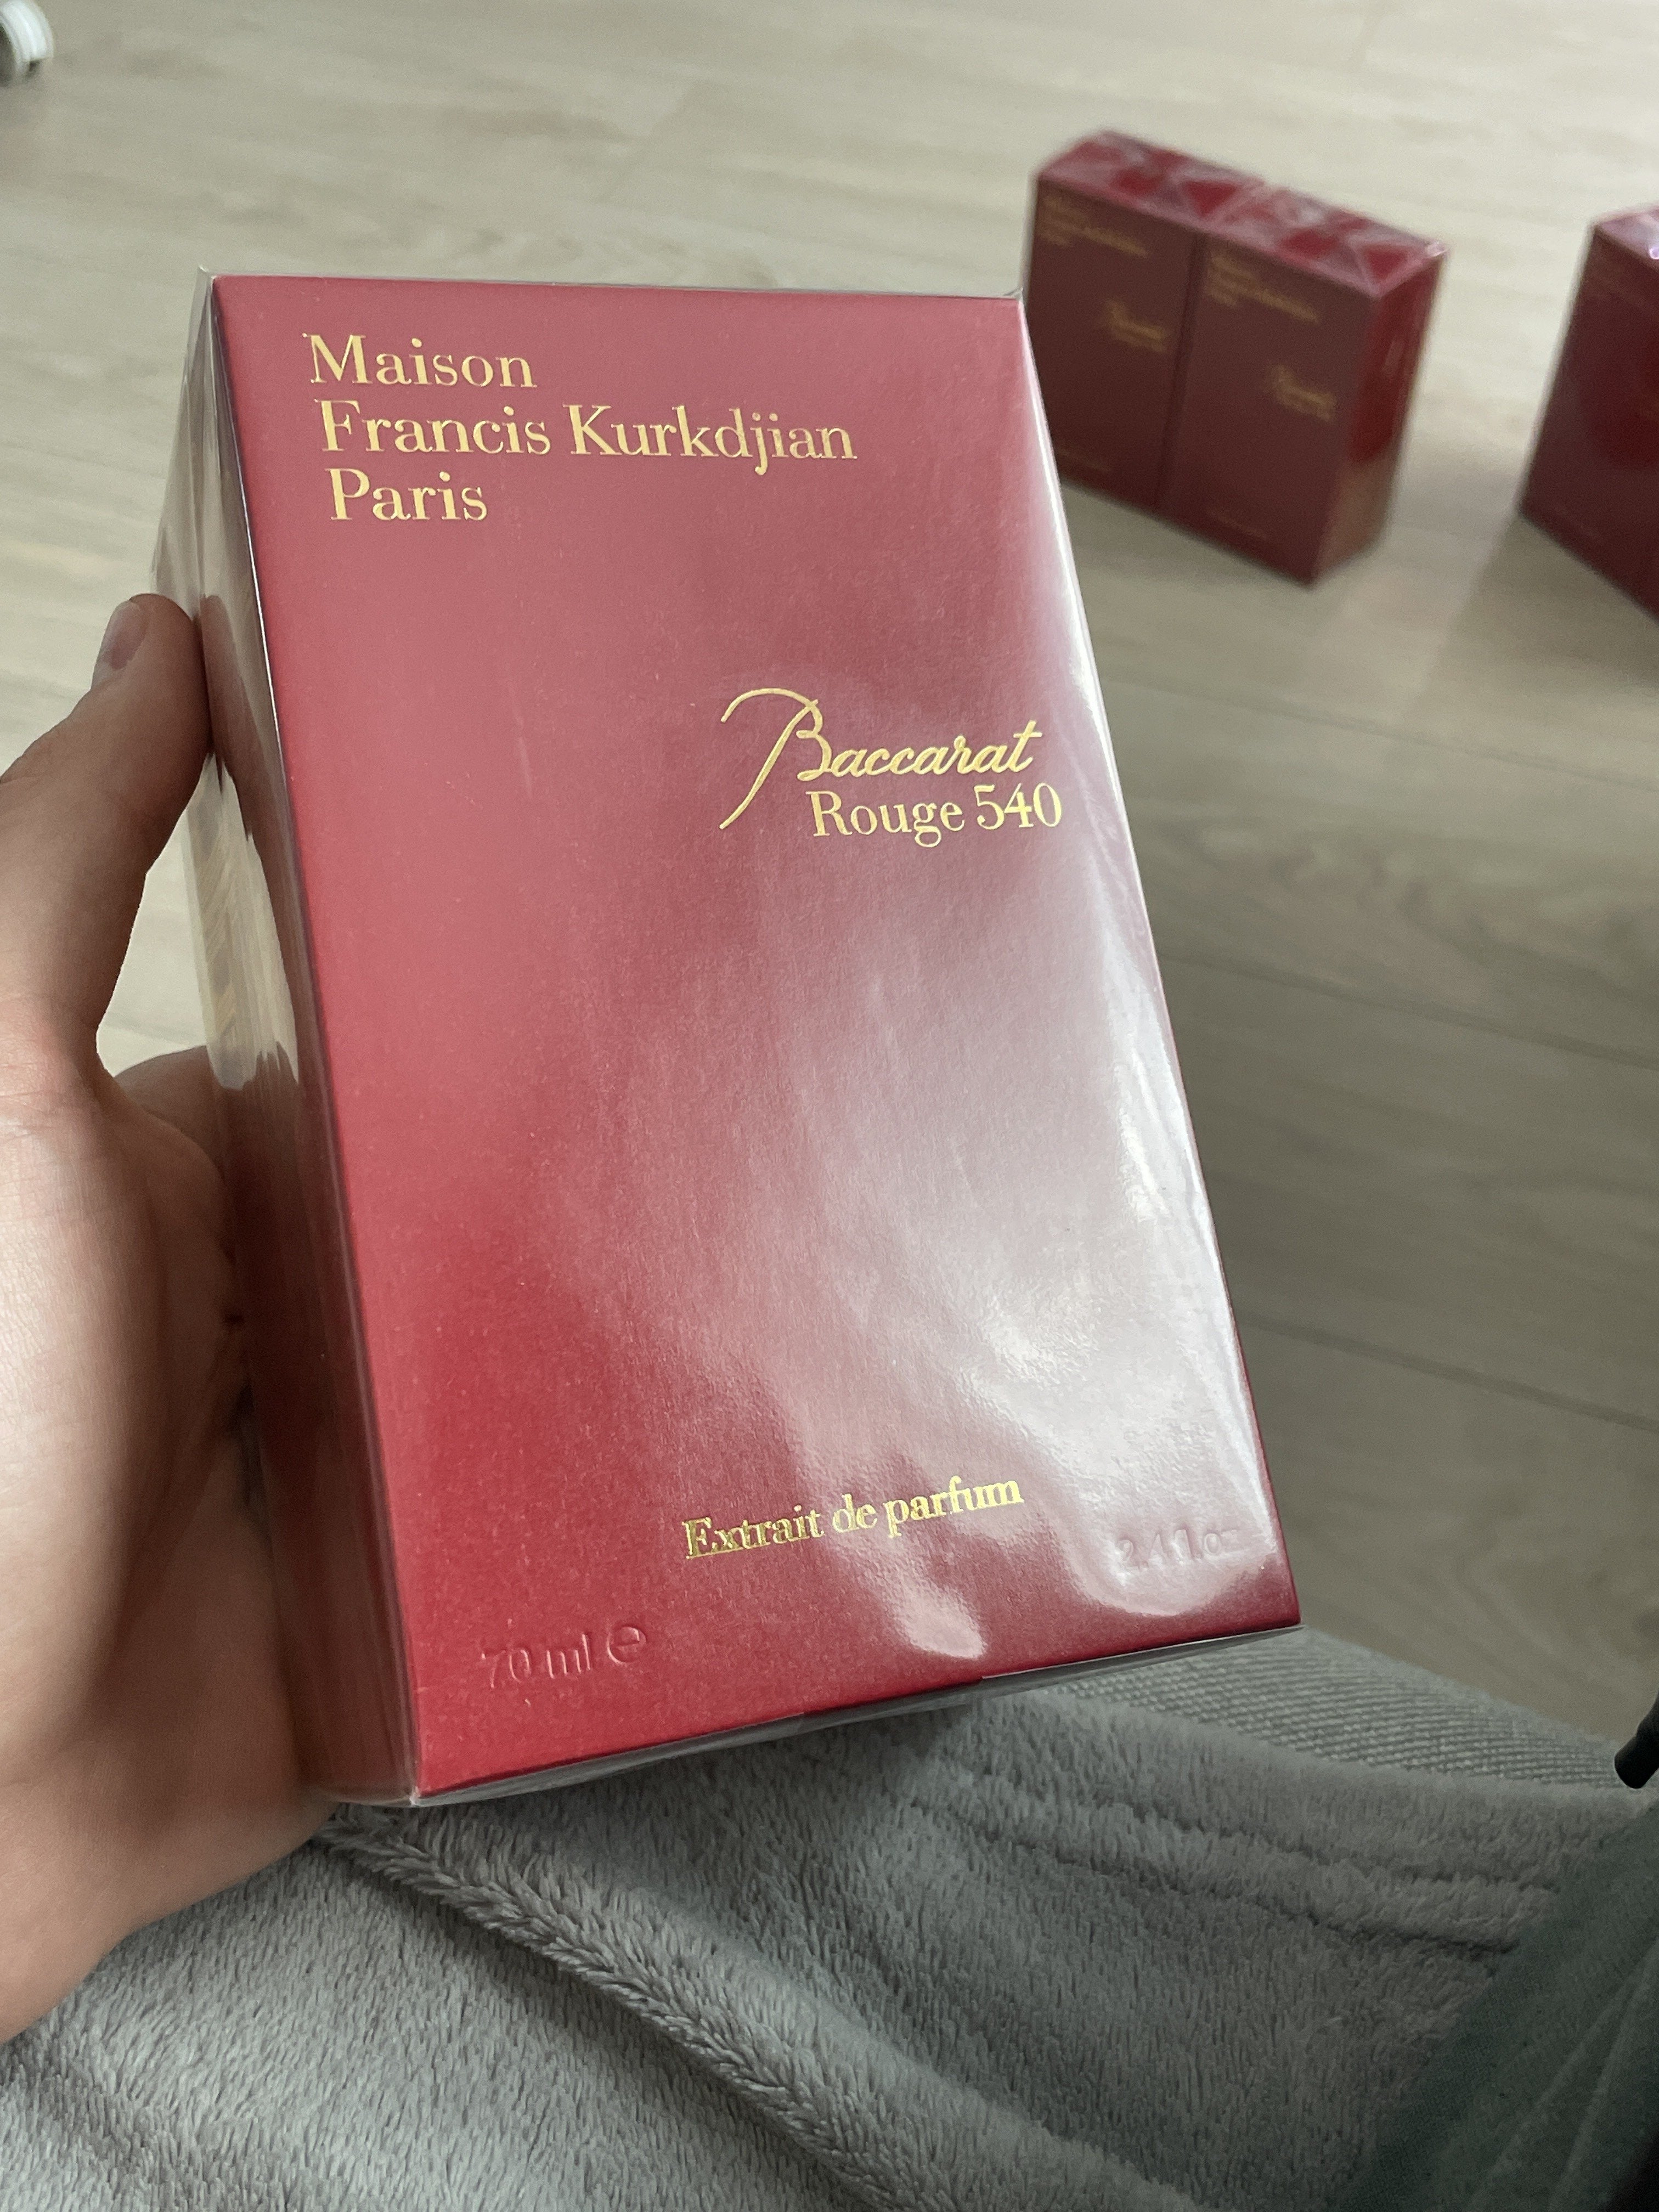 Maison
Francis Kurkdjian
Paris
Baccarat
Rouge 540
Extrait de parfum
70 ml ℮
2.4 fl.oz